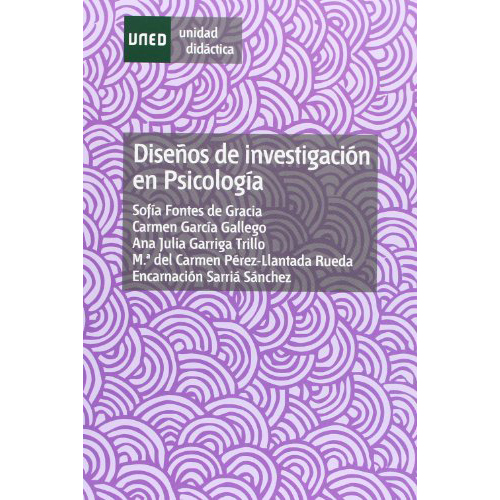 UNED
unidad
didáctica
Diseños de investigación
en Psicología
Sofía Fontes de Gracia
Carmen García Gallego
Ana Julia Garriga Trillo
M.ª del Carmen Pérez-Llantada Rueda
Encarnación Sarriá Sánchez